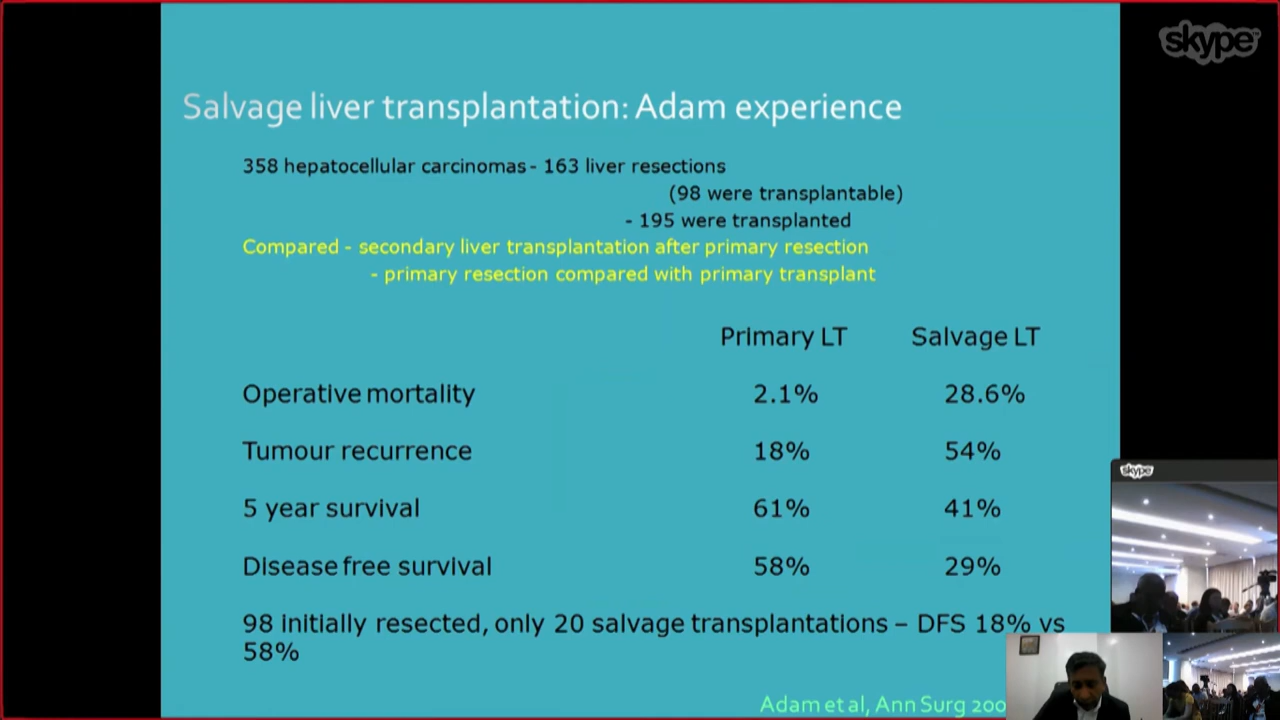 skype
Salvage liver transplantation: Adam experience
358 hepatocellular carcinomas - 163 liver resections
(98 were transplantable)
- 195 were transplanted
Compared - secondary liver transplantation after primary resection
- primary resection compared with primary transplant
Primary LT Salvage LT
Operative mortality 2.1% 28.6%
Tumour recurrence 18% 54%
5 year survival 61% 41%
Disease free survival 58% 29%
98 initially resected, only 20 salvage transplantations – DFS 18% vs
58%
Adam et al, Ann Surg 200
skype